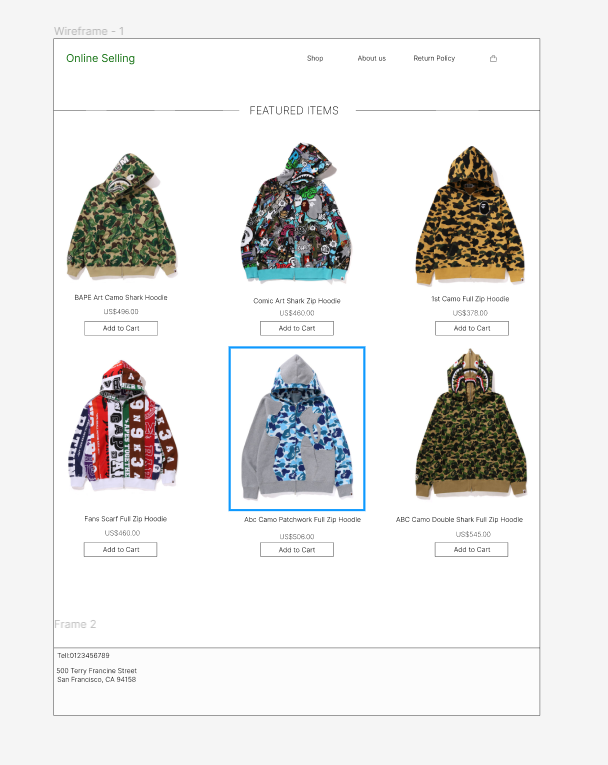 Wireframe - 1
Online Selling
Shop
About us
Return Policy
FEATURED ITEMS
BAPE Art Camo Shark Hoodie
Comic Art Shark Zip Hoodie
1st Camo Full Zip Hoodie
US$496.00
US$460.00
US$378.00
Add to Cart
Add to Cart
Add to Cart
Fans Scarf Full Zip Hoodie
Abc Camo Patchwork Full Zip Hoodie
ABC Camo Double Shark Full Zip Hoodie
US$460.00
US$506.00
US$545.00
Add to Cart
Add to Cart
Add to Cart
Frame 2
Tell:0123456789
500 Terry Francine Street
San Francisco, CA 94158